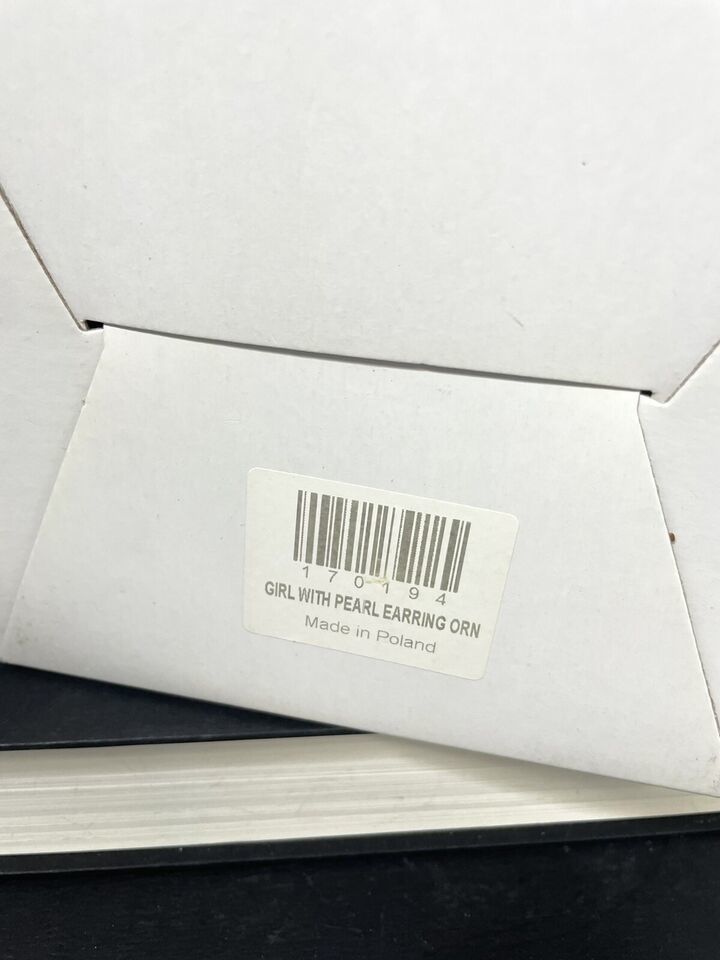 170194
GIRL WITH PEARL EARRING ORN
Made in Poland